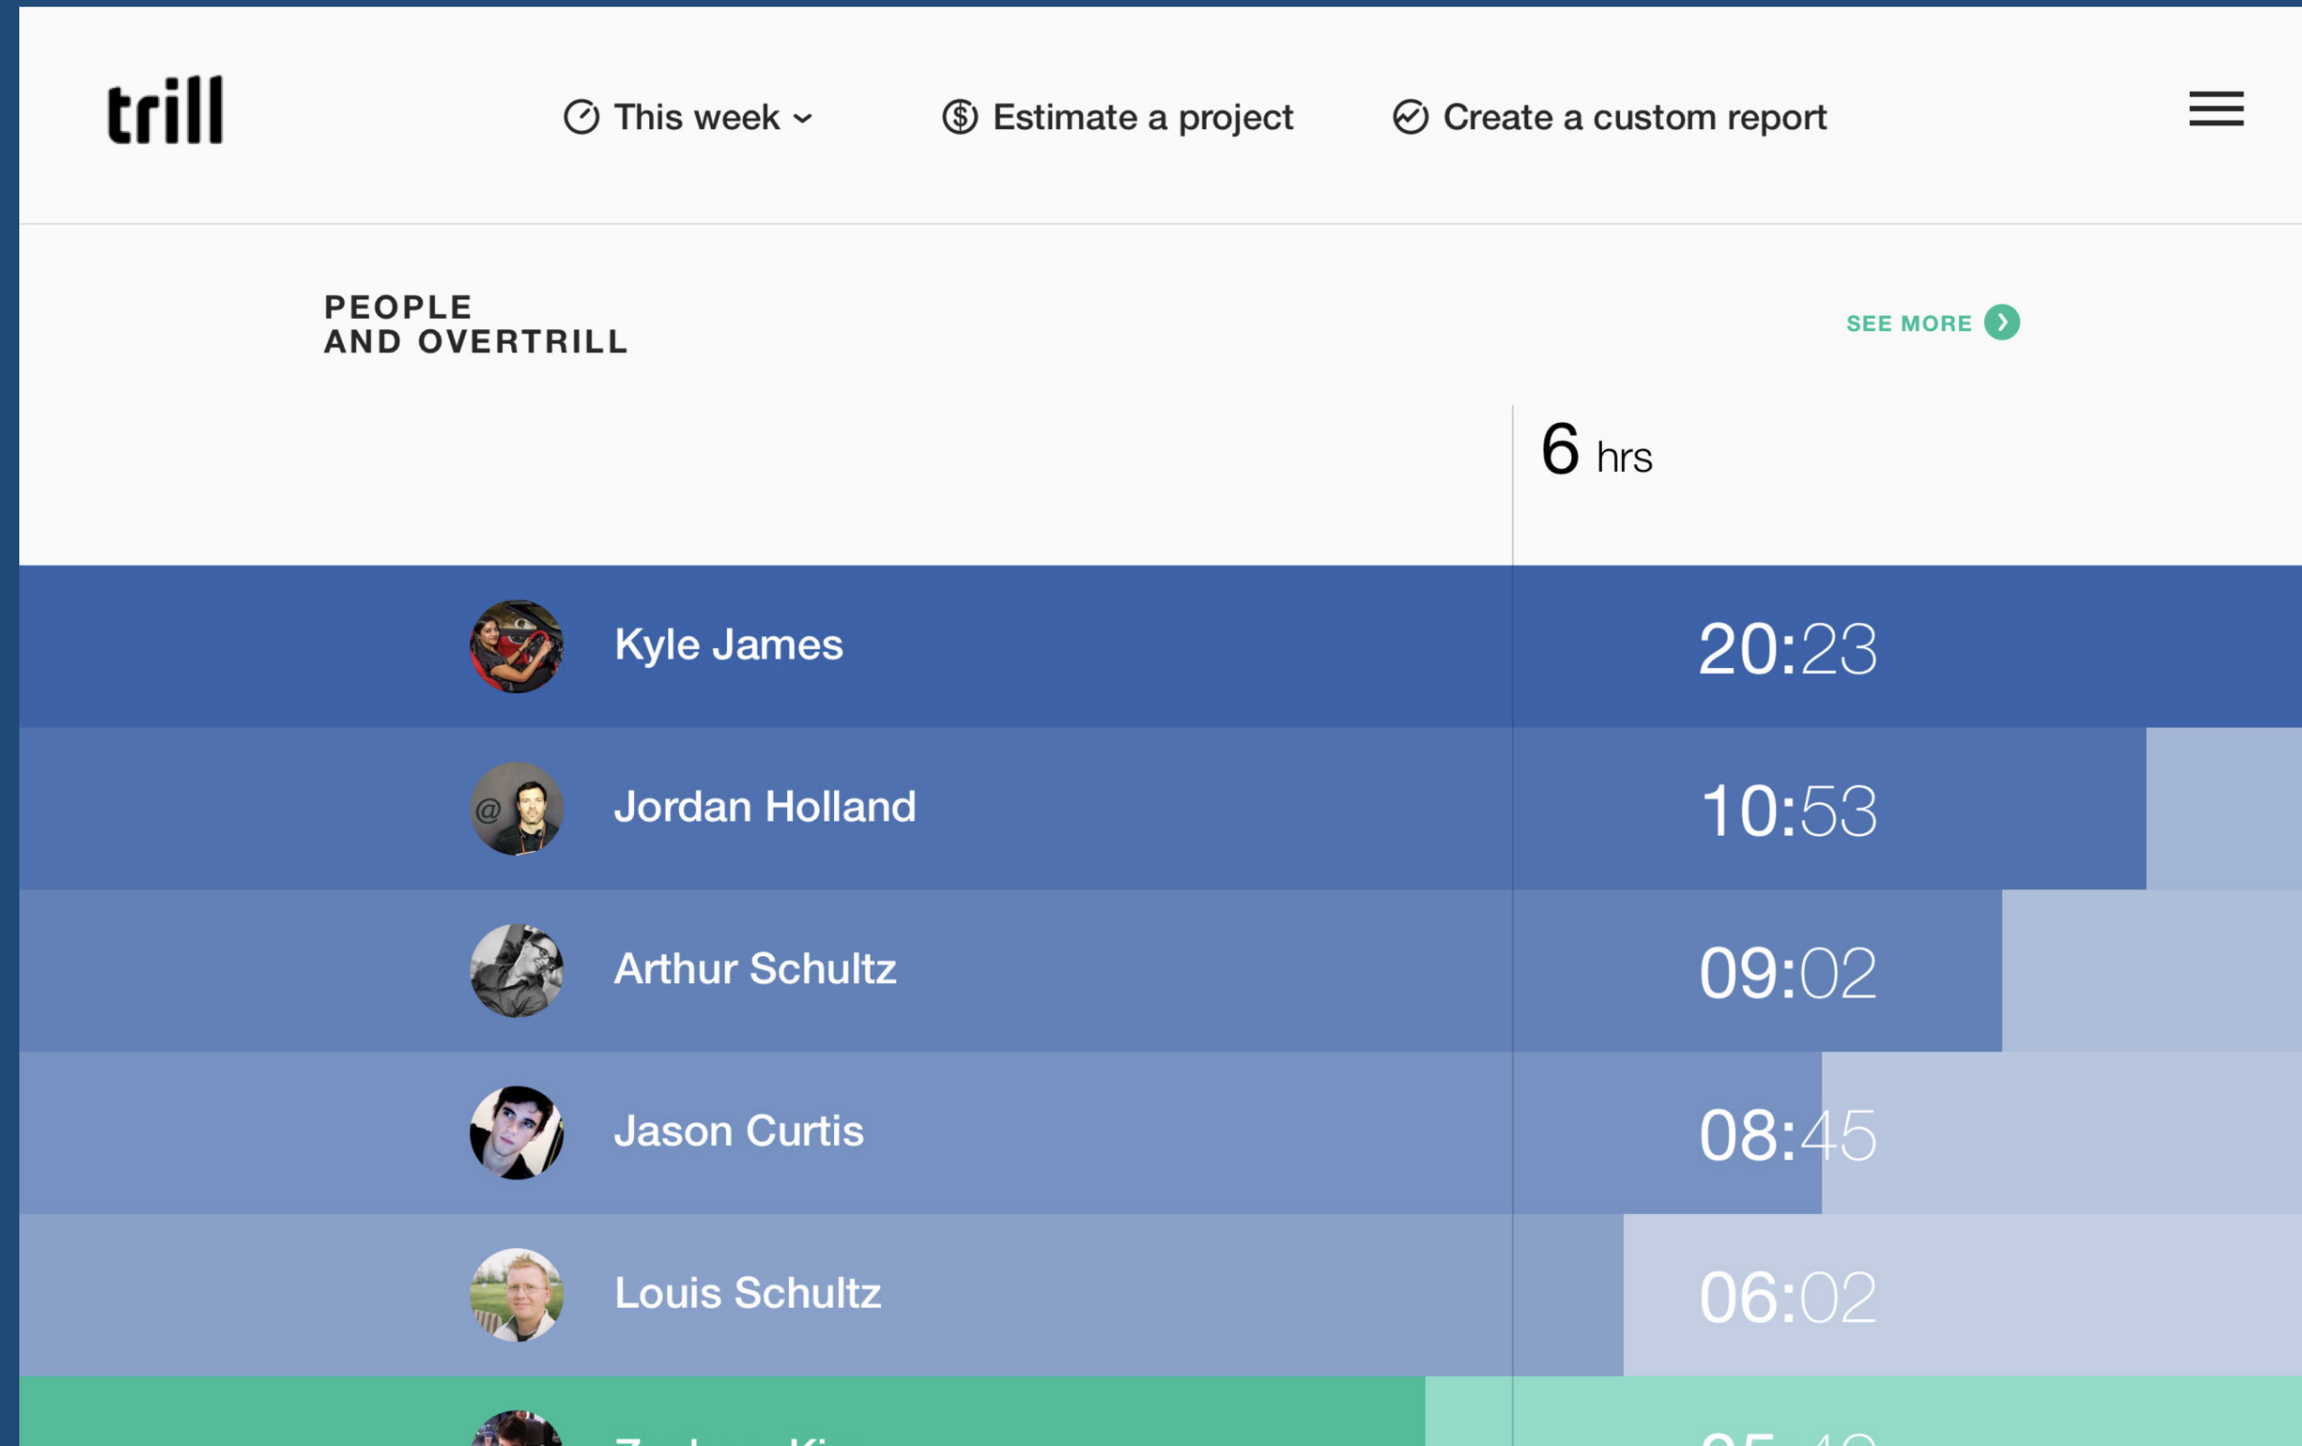 trill
This week
Estimate a project
Create a custom report
PEOPLE
AND OVERTRILL
SEE MORE
6 hrs
Kyle James 20:23
Jordan Holland 10:53
@
Arthur Schultz 09:02
Jason Curtis 08:45
Louis Schultz 06:02